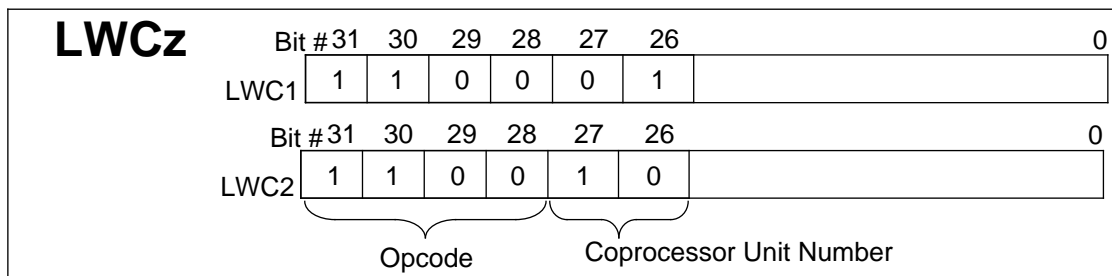 LWCz
Bit # 31 30 29 28 27 26 0
LWC1 1 1 0 0 0 1
Bit # 31 30 29 28 27 26 0
LWC2 1 1 0 0 1 0
Opcode Coprocessor Unit Number